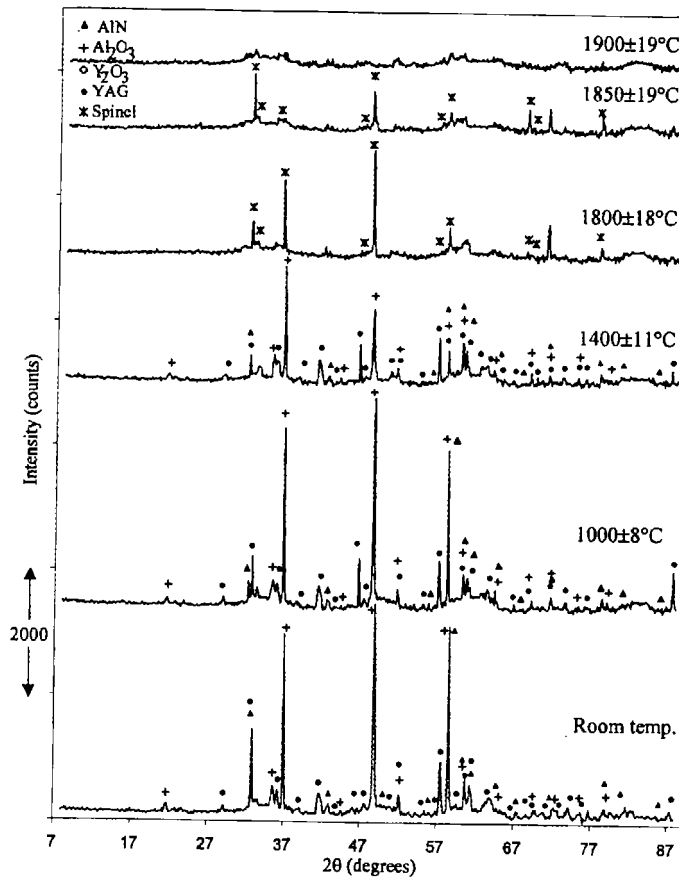 AlN
Al2O3
Y2O3
YAG
Spinel
1900±19°C
1850±19°C
1800±18°C
1400±11°C
1000±8°C
Room temp.
Intensity (counts)
2000
7 17 27 37 47 57 67 77 87
2θ (degrees)